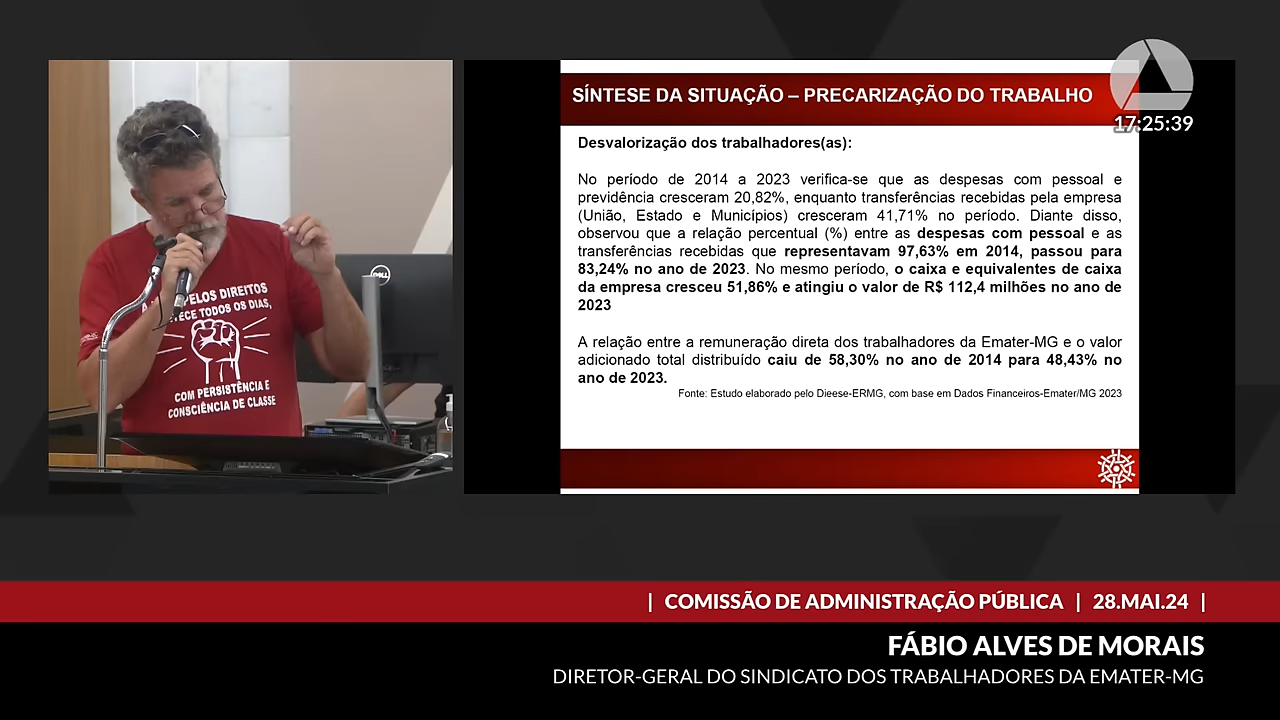 SÍNTESE DA SITUAÇÃO – PRECARIZAÇÃO DO TRABALHO
17:25:39
Desvalorização dos trabalhadores(as):
No período de 2014 a 2023 verifica-se que as despesas com pessoal e
previdência cresceram 20,82%, enquanto transferências recebidas pela empresa
(União, Estado e Municípios) cresceram 41,71% no período. Diante disso,
observou que a relação percentual (%) entre as despesas com pessoal e as
transferências recebidas que representavam 97,63% em 2014, passou para
83,24% no ano de 2023. No mesmo período, o caixa e equivalentes de caixa
da empresa cresceu 51,86% e atingiu o valor de R$ 112,4 milhões no ano de
2023
A relação entre a remuneração direta dos trabalhadores da Emater-MG e o valor
adicionado total distribuído caiu de 58,30% no ano de 2014 para 48,43% no
ano de 2023.
Fonte: Estudo elaborado pelo Dieese-ERMG, com base em Dados Financeiros-Emater/MG 2023
DELL
PELOS DIREITOS
TODOS OS DIAS,
COM PERSISTÊNCIA E
CONSCIÊNCIA DE CLASSE
| COMISSÃO DE ADMINISTRAÇÃO PÚBLICA | 28.MAI.24 |
FÁBIO ALVES DE MORAIS
DIRETOR-GERAL DO SINDICATO DOS TRABALHADORES DA EMATER-MG